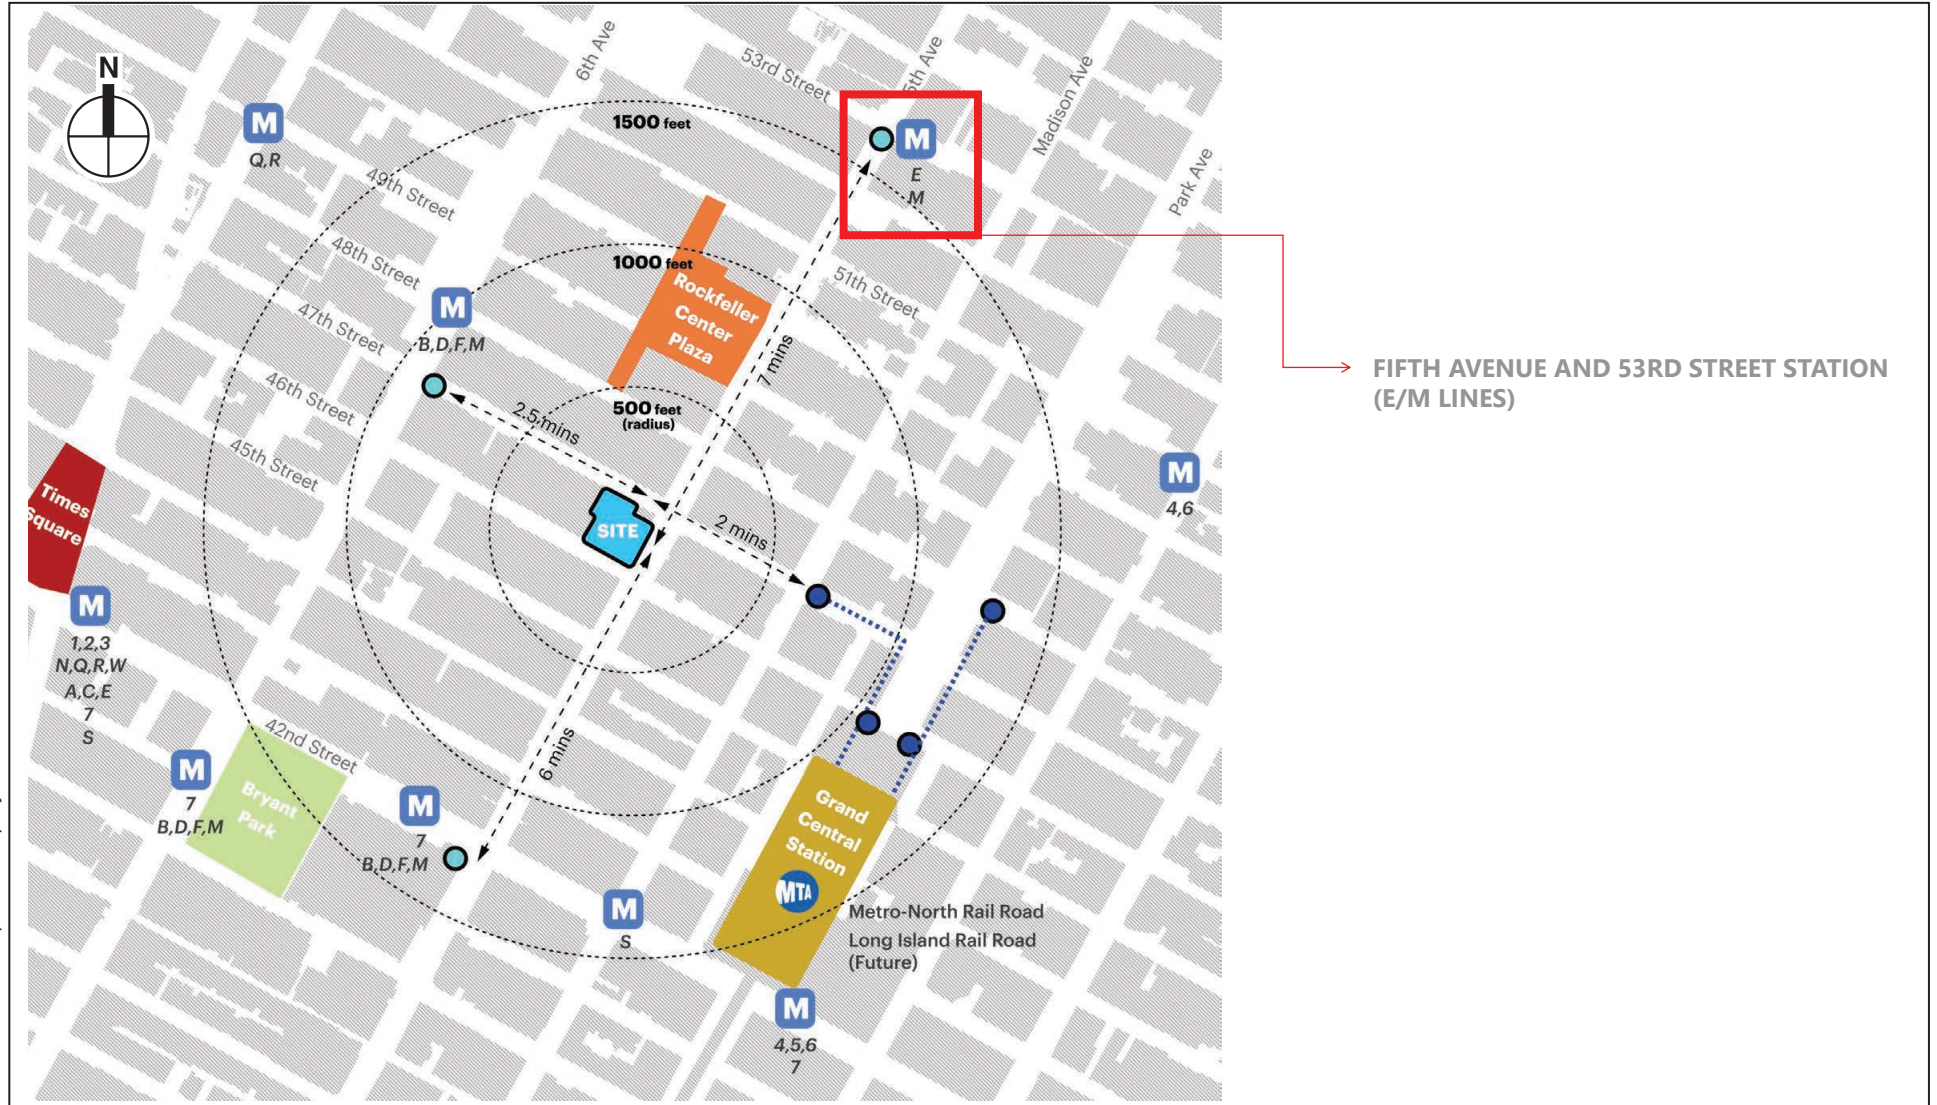 N
6th Ave
53rd Street
5th Ave
Madison Ave
Park Ave
1500 feet
M
Q,R
M
E
M
49th Street
48th Street
1000 feet
Rockfeller
Center
Plaza
51th Street
47th Street
M
B,D,F,M
7 mins
46th Street
500 feet
(radius)
2.5 mins
45th Street
FIFTH AVENUE AND 53RD STREET STATION
(E/M LINES)
Times
Square
SITE
2 mins
M
4,6
M
1,2,3
N,Q,R,W
A,C,E
7
S
42nd Street
6 mins
M
7
B,D,F,M
Bryant
Park
M
7
B,D,F,M
Grand
Central
Station
MTA
M
S
Metro-North Rail Road
Long Island Rail Road
(Future)
M
4,5,6
7